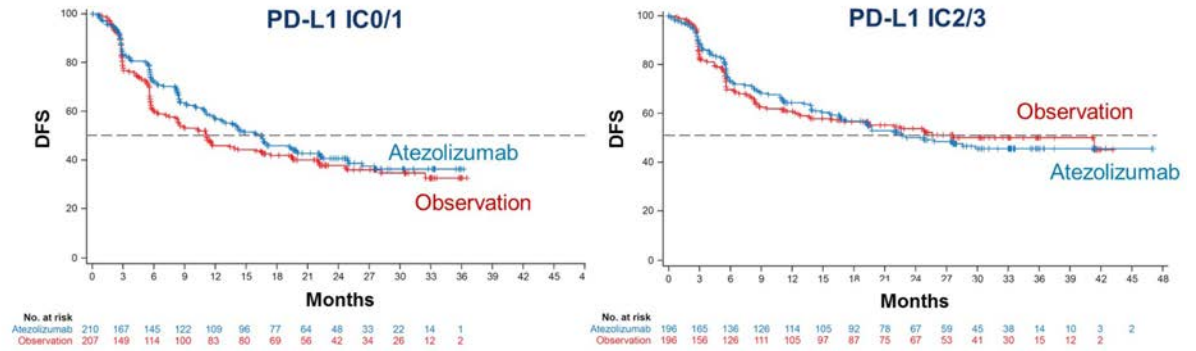 PD-L1 IC0/1
100
80
60
40
20
0
DFS
Atezolizumab
Observation
0 3 6 9 12 15 18 21 24 27 30 33 36 39 42 45 4
Months
No. at risk
Atezolizumab 210 167 145 122 109 96 77 64 48 33 22 14 1
Observation 207 149 114 100 83 80 69 56 42 34 26 12 2
PD-L1 IC2/3
100
80
60
40
20
0
DFS
Observation
Atezolizumab
0 3 6 9 12 15 18 21 24 27 30 33 36 39 42 45 48
Months
No. at risk
Atezolizumab 196 165 136 126 114 105 92 78 67 59 45 38 14 10 3 2
Observation 196 156 126 111 105 97 87 75 67 53 41 30 15 12 2